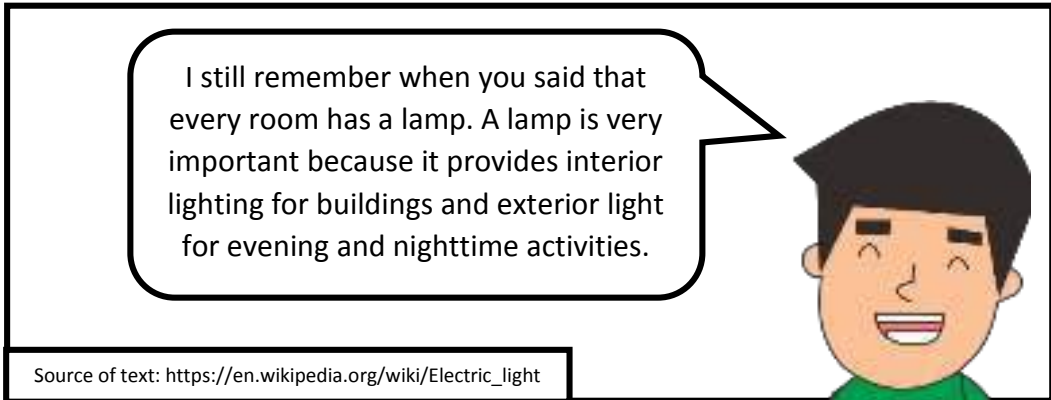 I still remember when you said that
every room has a lamp. A lamp is very
important because it provides interior
lighting for buildings and exterior light
for evening and nighttime activities.
Source of text: https://en.wikipedia.org/wiki/Electric_light